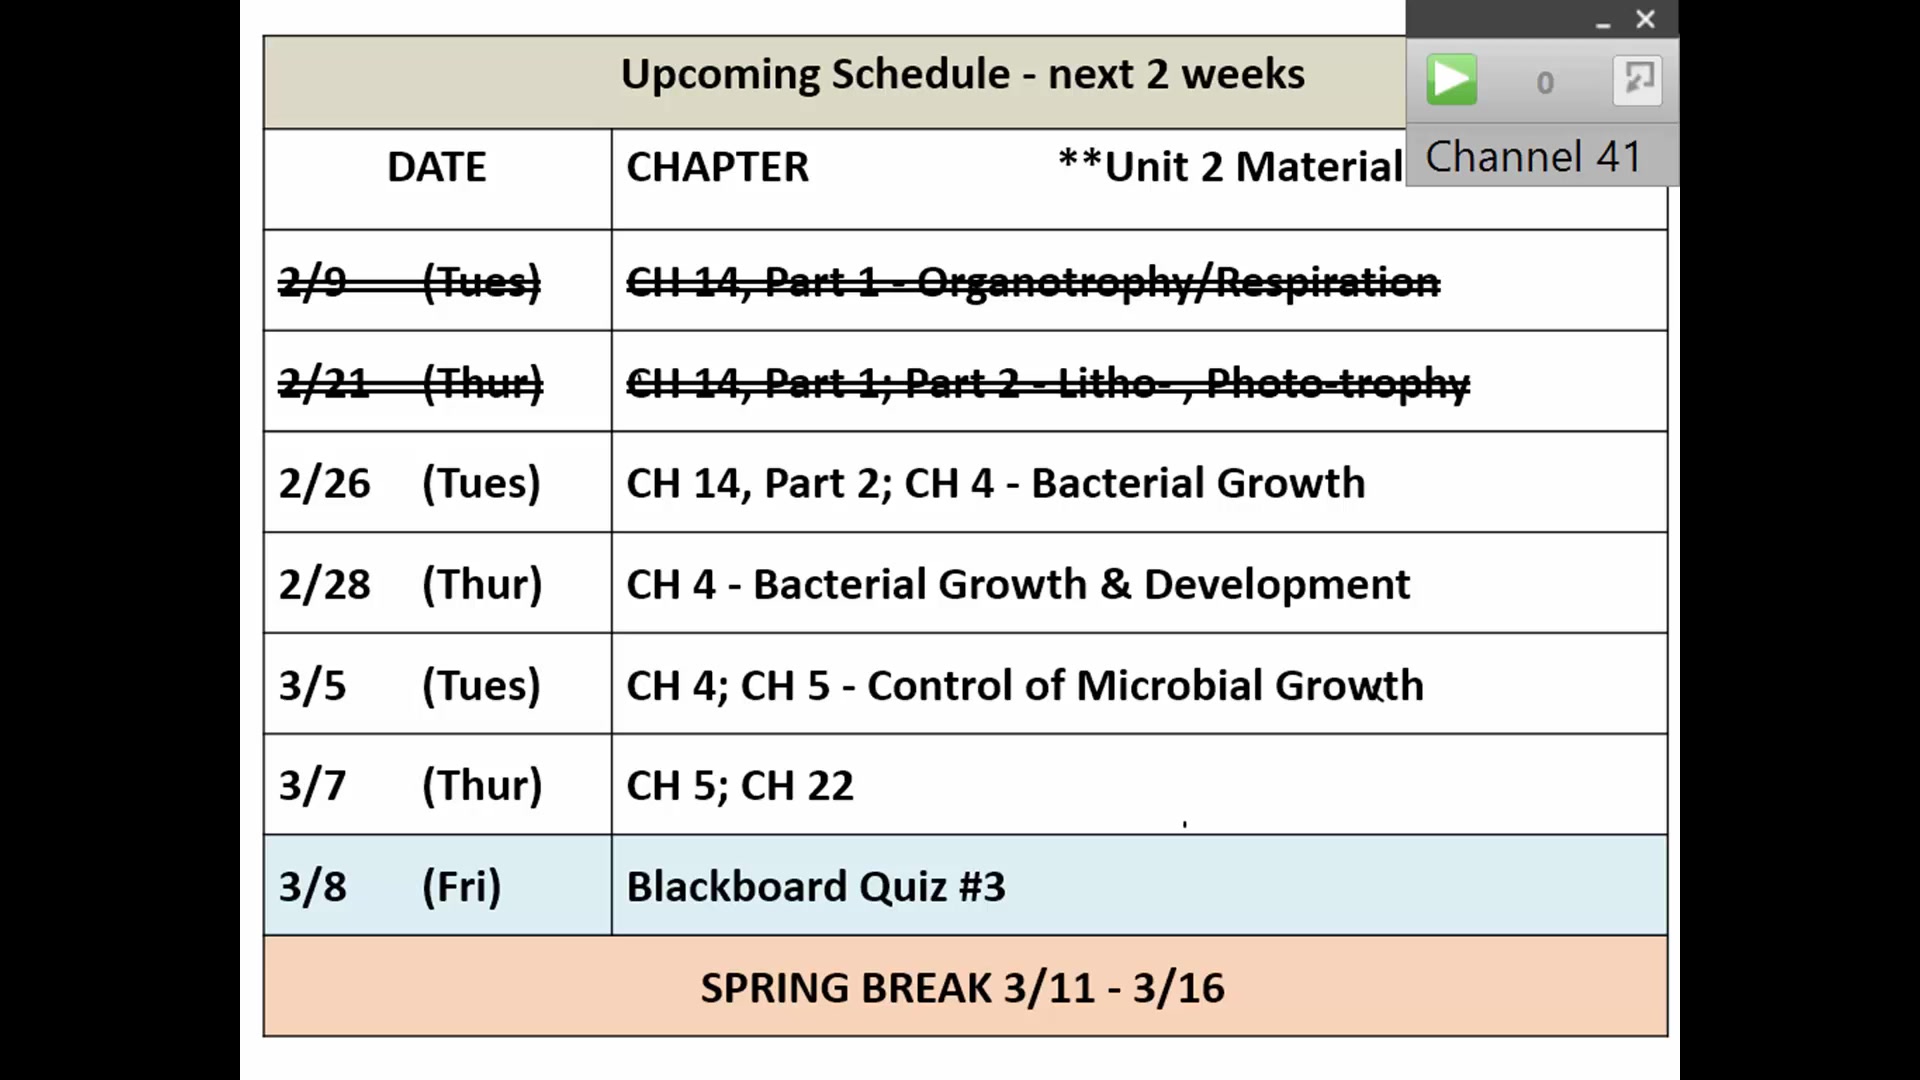 Upcoming Schedule - next 2 weeks
0
Channel 41
DATE CHAPTER **Unit 2 Material
2/9 (Tues) CH 14, Part 1 - Organotrophy/Respiration
2/21 (Thur) CH 14, Part 1; Part 2 - Litho- , Photo-trophy
2/26 (Tues) CH 14, Part 2; CH 4 - Bacterial Growth
2/28 (Thur) CH 4 - Bacterial Growth & Development
3/5 (Tues) CH 4; CH 5 - Control of Microbial Growth
3/7 (Thur) CH 5; CH 22
3/8 (Fri) Blackboard Quiz #3
SPRING BREAK 3/11 - 3/16